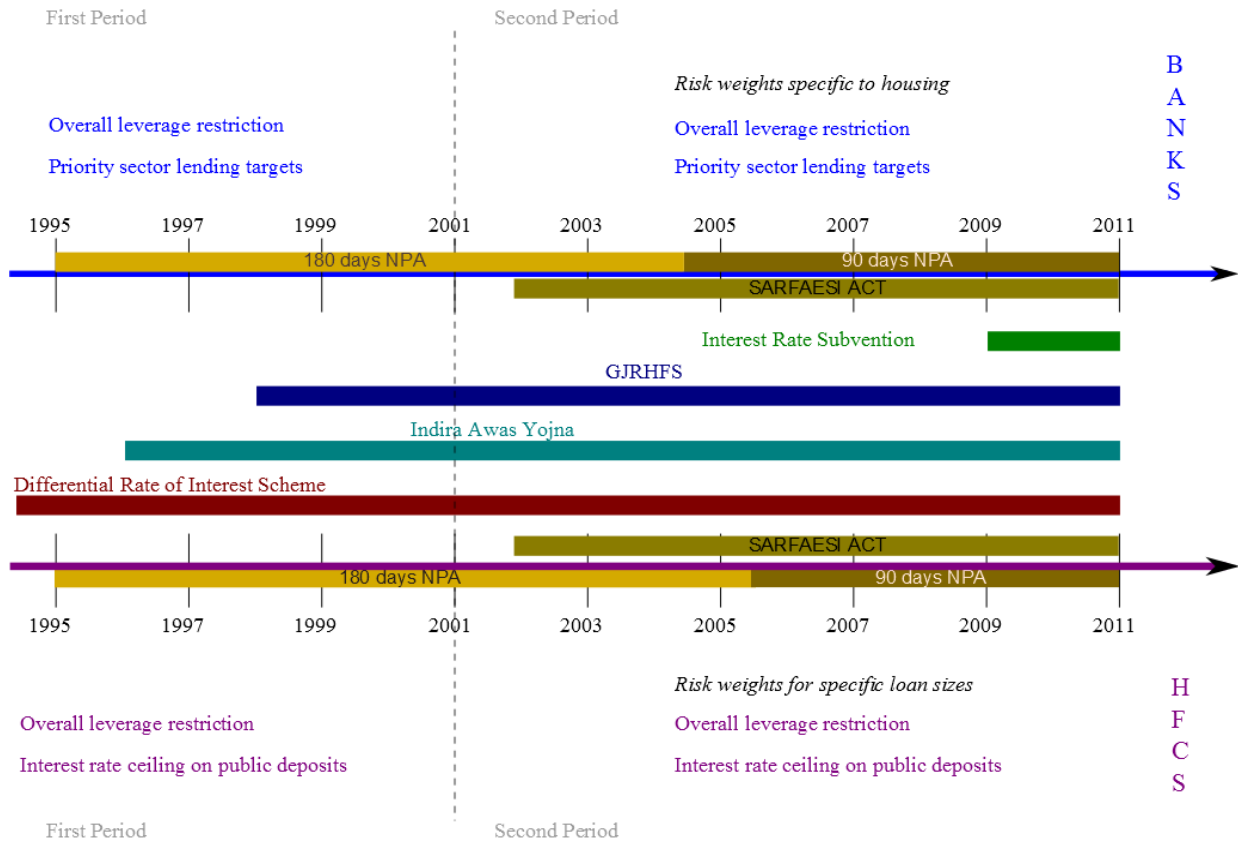 First Period Second Period
Risk weights specific to housing
Overall leverage restriction Overall leverage restriction
Priority sector lending targets Priority sector lending targets
B
A
N
K
S
1995 1997 1999 2001 2003 2005 2007 2009 2011
180 days NPA 90 days NPA
SARFAESI ACT
Interest Rate Subvention
GJRHFS
Indira Awas Yojna
Differential Rate of Interest Scheme
SARFAESI ACT
180 days NPA 90 days NPA
1995 1997 1999 2001 2003 2005 2007 2009 2011
Risk weights for specific loan sizes
Overall leverage restriction Overall leverage restriction
Interest rate ceiling on public deposits Interest rate ceiling on public deposits
H
F
C
S
First Period Second Period